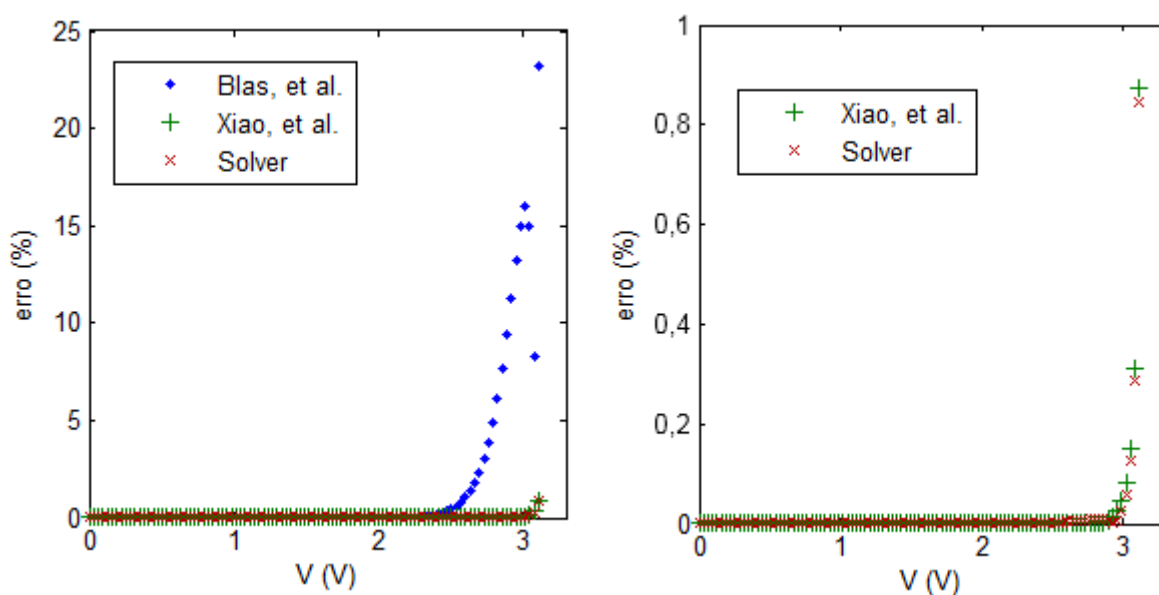 25
20
15
10
5
0
erro (%)
Blas, et al.
Xiao, et al.
Solver
0
1
2
3
V (V)
1
0,8
0,6
0,4
0,2
0
erro (%)
Xiao, et al.
Solver
0
1
2
3
V (V)